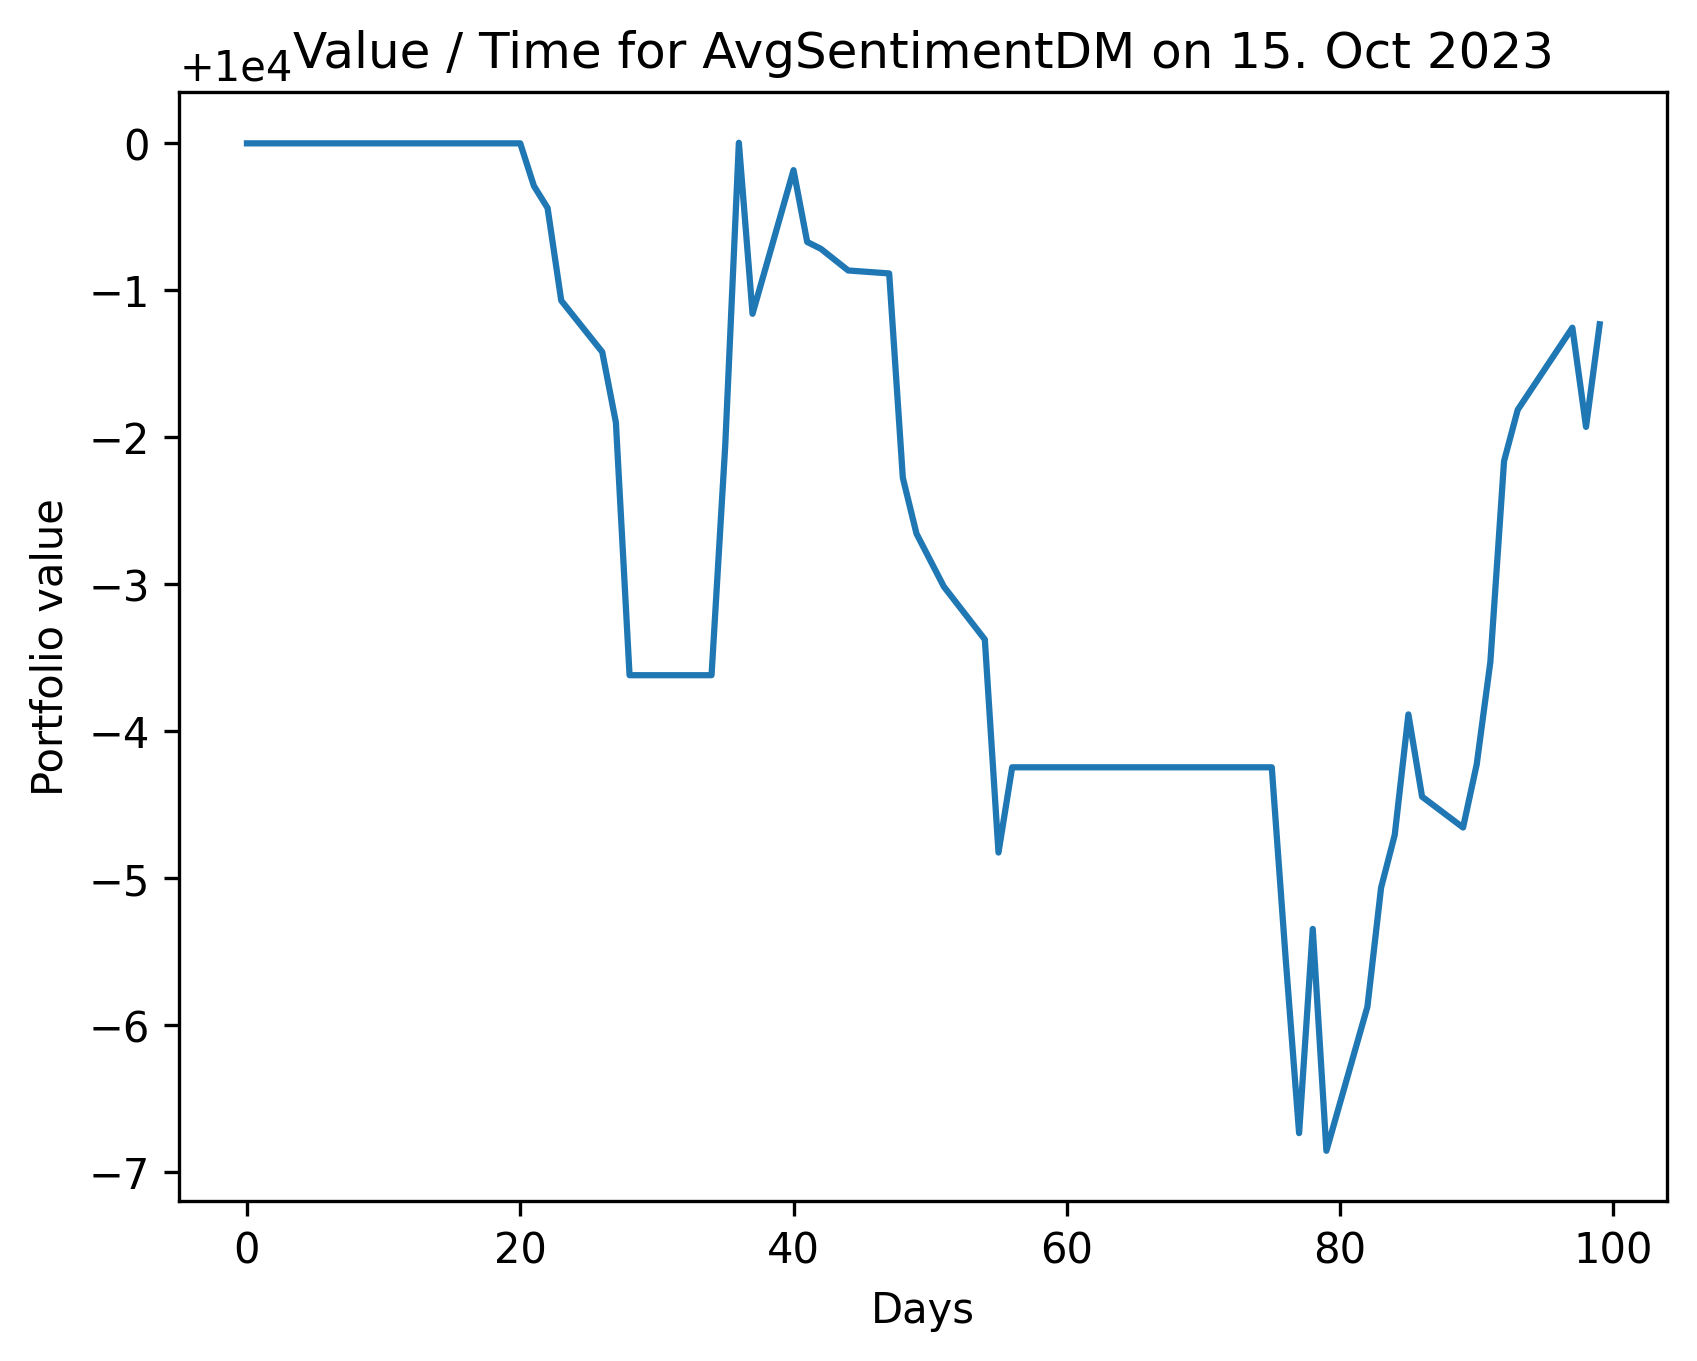 Value / Time for AvgSentimentDM on 15. Oct 2023
+1e4
0
−1
−2
−3
−4
−5
−6
−7
Portfolio value
0 20 40 60 80 100
Days